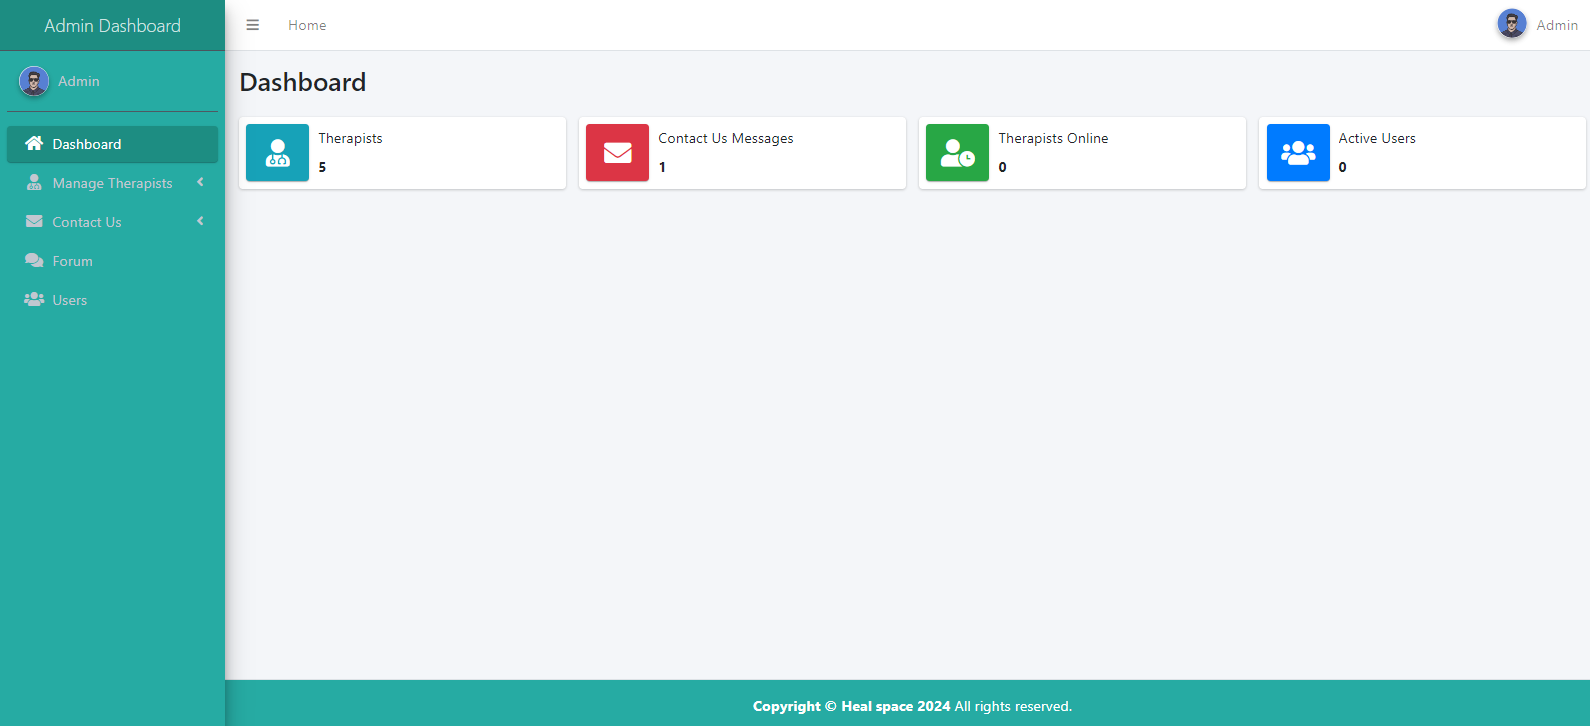 Admin Dashboard
Home
Admin
Admin
Dashboard
Manage Therapists
Contact Us
Forum
Users
Dashboard
Therapists
5
Contact Us Messages
1
Therapists Online
0
Active Users
0
Copyright © Heal space 2024 All rights reserved.